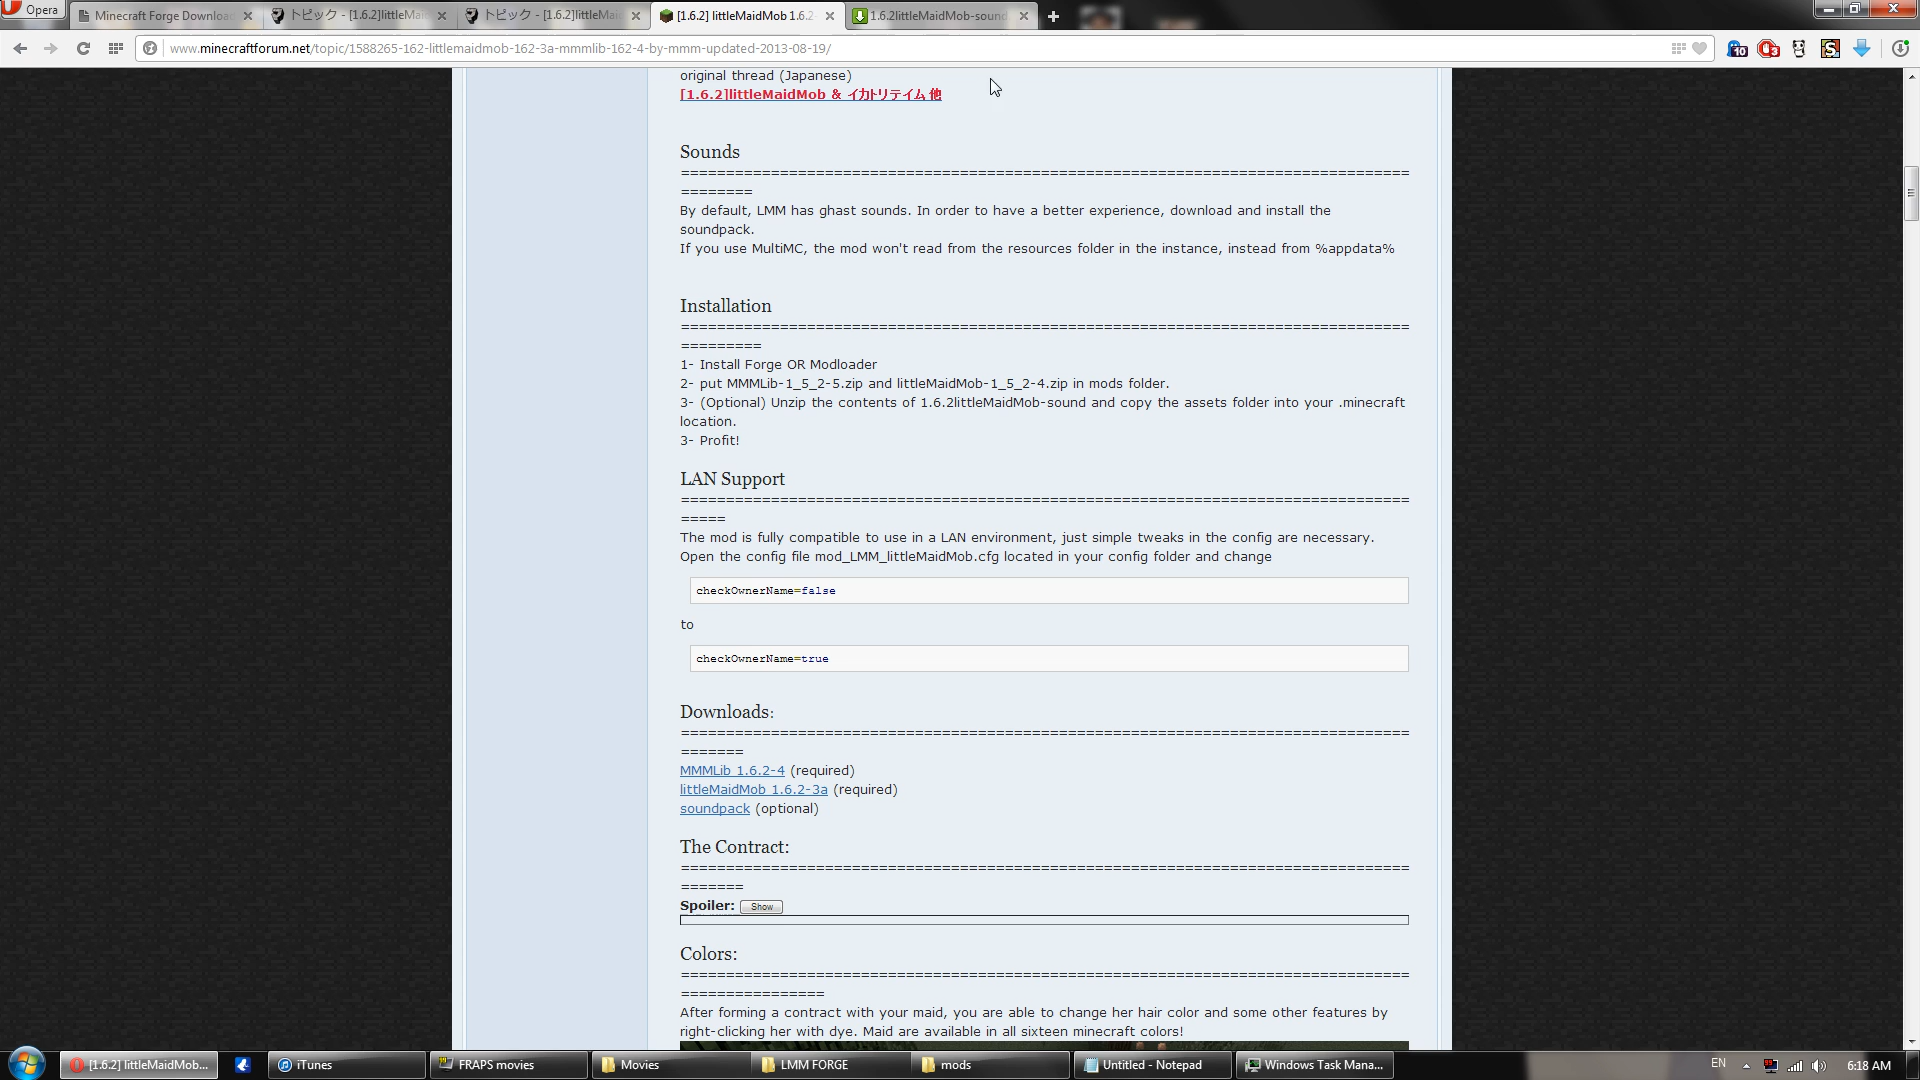 Opera
Minecraft Forge Downloa
トピック - [1.6.2]littleMai
トピック - [1.6.2]littleMai
[1.6.2] littleMaidMob 1.6.2-
1.6.2littleMaidMob-sound
www.minecraftforum.net/topic/1588265-162-littlemaidmob-162-3a-mmmlib-162-4-by-mmm-updated-2013-08-19/
10
3
original thread (Japanese)
[1.6.2]littleMaidMob & イカトリテイム 他
Sounds
================================================================================
========
By default, LMM has ghast sounds. In order to have a better experience, download and install the
soundpack.
If you use MultiMC, the mod won't read from the resources folder in the instance, instead from %appdata%
Installation
================================================================================
=========
1- Install Forge OR Modloader
2- put MMMLib-1_5_2-5.zip and littleMaidMob-1_5_2-4.zip in mods folder.
3- (Optional) Unzip the contents of 1.6.2littleMaidMob-sound and copy the assets folder into your .minecraft
location.
3- Profit!
LAN Support
================================================================================
=====
The mod is fully compatible to use in a LAN environment, just simple tweaks in the config are necessary.
Open the config file mod_LMM_littleMaidMob.cfg located in your config folder and change
checkOwnerName=false
to
checkOwnerName=true
Downloads:
================================================================================
=======
MMMLib 1.6.2-4 (required)
littleMaidMob 1.6.2-3a (required)
soundpack (optional)
The Contract:
================================================================================
=======
Spoiler: Show
Colors:
================================================================================
================
After forming a contract with your maid, you are able to change her hair color and some other features by
right-clicking her with dye. Maid are available in all sixteen minecraft colors!
[1.6.2] littleMaidMob...
iTunes
FRAPS movies
Movies
LMM FORGE
mods
Untitled - Notepad
Windows Task Mana...
EN
6:18 AM